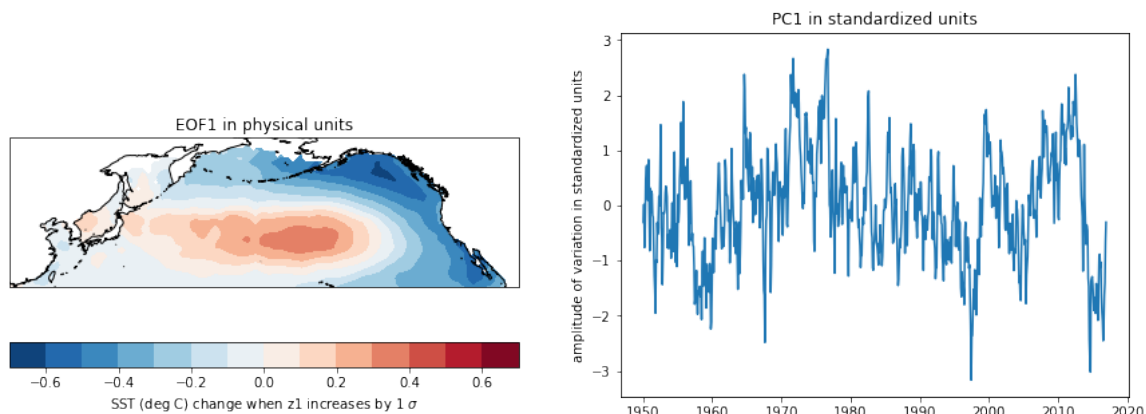 EOF1 in physical units
−0.6 −0.4 −0.2 0.0 0.2 0.4 0.6
SST (deg C) change when z1 increases by 1 σ
PC1 in standardized units
amplitude of variation in standardized units
3
2
1
0
−1
−2
−3
1950 1960 1970 1980 1990 2000 2010 2020